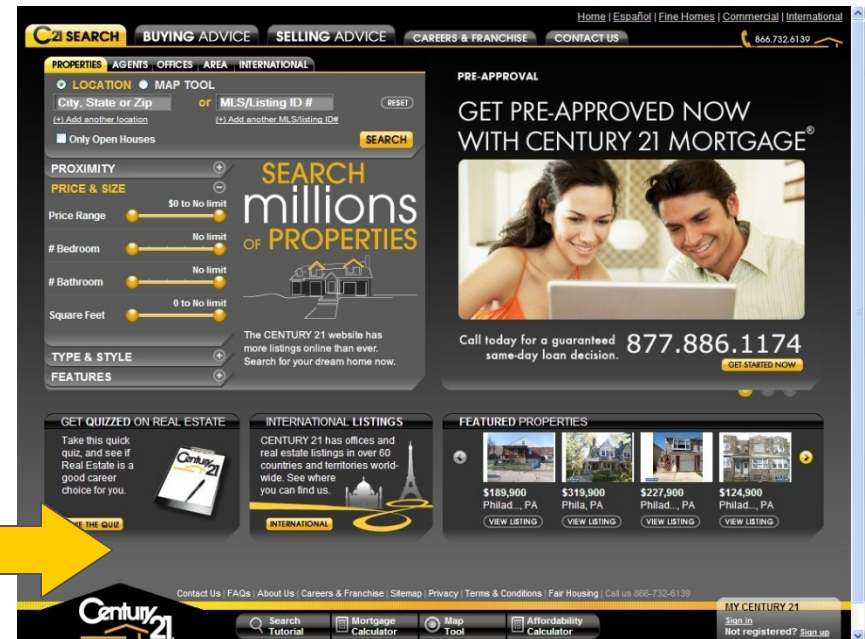 Home | Español | Fine Homes | Commercial | International
C21 SEARCH BUYING ADVICE SELLING ADVICE CAREERS & FRANCHISE CONTACT US 866.732.6139
PROPERTIES AGENTS OFFICES AREA INTERNATIONAL
LOCATION MAP TOOL
City, State or Zip or MLS/Listing ID # RESET
(+) Add another location (+) Add another MLS/listing ID#
Only Open Houses SEARCH
PROXIMITY
PRICE & SIZE
$0 to No limit
Price Range
No limit
# Bedroom
No limit
# Bathroom
0 to No limit
Square Feet
TYPE & STYLE
FEATURES
SEARCH
millions
OF PROPERTIES
The CENTURY 21 website has
more listings online than ever.
Search for your dream home now.
PRE-APPROVAL
GET PRE-APPROVED NOW
WITH CENTURY 21 MORTGAGE®
Call today for a guaranteed
same-day loan decision.
877.886.1174
GET STARTED NOW
GET QUIZZED ON REAL ESTATE
Take this quick
quiz, and see if
Real Estate is a
good career
choice for you.
Century 21
THE QUIZ
INTERNATIONAL LISTINGS
CENTURY 21 has offices and
real estate listings in over 60
countries and territories world-
wide. See where
you can find us.
INTERNATIONAL
FEATURED PROPERTIES
$189,900 $319,900 $227,900 $124,900
Philad..., PA Phila, PA Philad..., PA Philad..., PA
VIEW LISTING VIEW LISTING VIEW LISTING VIEW LISTING
Contact Us | FAQs | About Us | Careers & Franchise | Sitemap | Privacy | Terms & Conditions | Fair Housing | Call us 866-732-6139
Century 21
Search Tutorial Mortgage Calculator Map Tool Affordability Calculator
MY CENTURY 21
Sign in
Not registered? Sign up